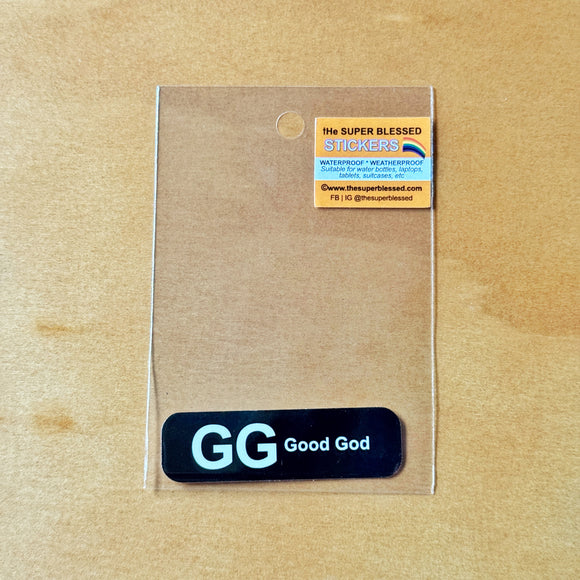 tHe SUPER BLESSED
STICKERS
WATERPROOF * WEATHERPROOF
Suitable for water bottles, laptops,
tablets, suitcases, etc
©www.thesuperblessed.com
FB | IG @thesuperblessed
GG Good God